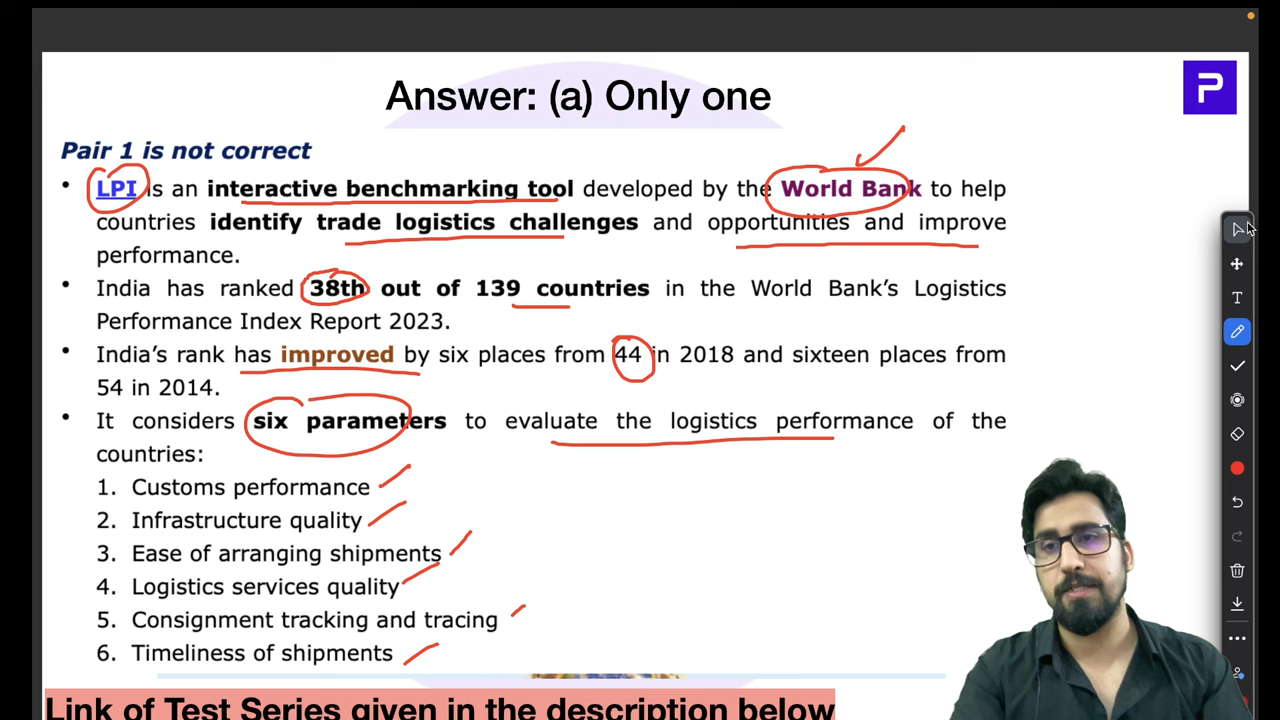 Answer: (a) Only one
P
Pair 1 is not correct
• LPI is an interactive benchmarking tool developed by the World Bank to help
countries identify trade logistics challenges and opportunities and improve
performance.
• India has ranked 38th out of 139 countries in the World Bank’s Logistics
Performance Index Report 2023.
• India’s rank has improved by six places from 44 in 2018 and sixteen places from
54 in 2014.
• It considers six parameters to evaluate the logistics performance of the
countries:
1. Customs performance
2. Infrastructure quality
3. Ease of arranging shipments
4. Logistics services quality
5. Consignment tracking and tracing
6. Timeliness of shipments
Link of Test Series given in the description below